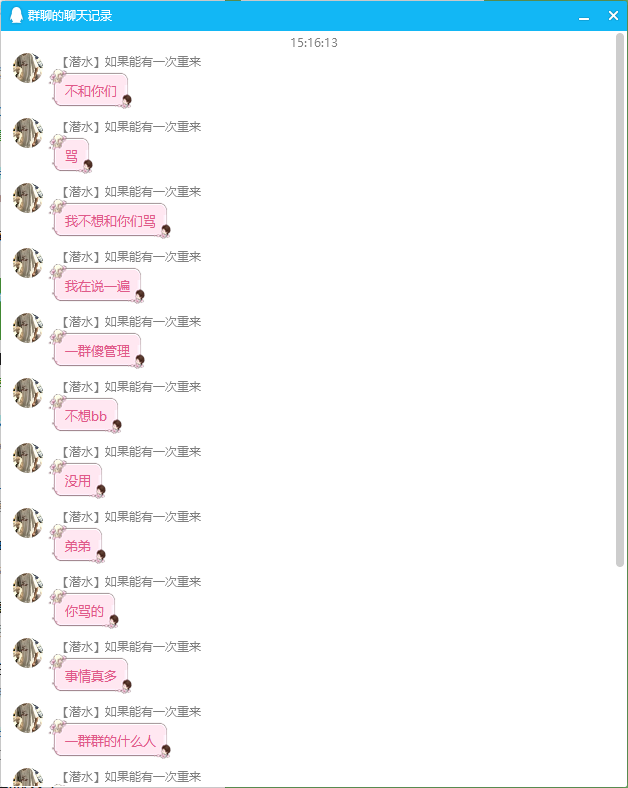 群聊的聊天记录
15:16:13
【潜水】如果能有一次重来
不和你们
【潜水】如果能有一次重来
骂
【潜水】如果能有一次重来
我不想和你们骂
【潜水】如果能有一次重来
我在说一遍
【潜水】如果能有一次重来
一群傻管理
【潜水】如果能有一次重来
不想bb
【潜水】如果能有一次重来
没用
【潜水】如果能有一次重来
弟弟
【潜水】如果能有一次重来
你骂的
【潜水】如果能有一次重来
事情真多
【潜水】如果能有一次重来
一群群的什么人
【潜水】如果能有一次重来